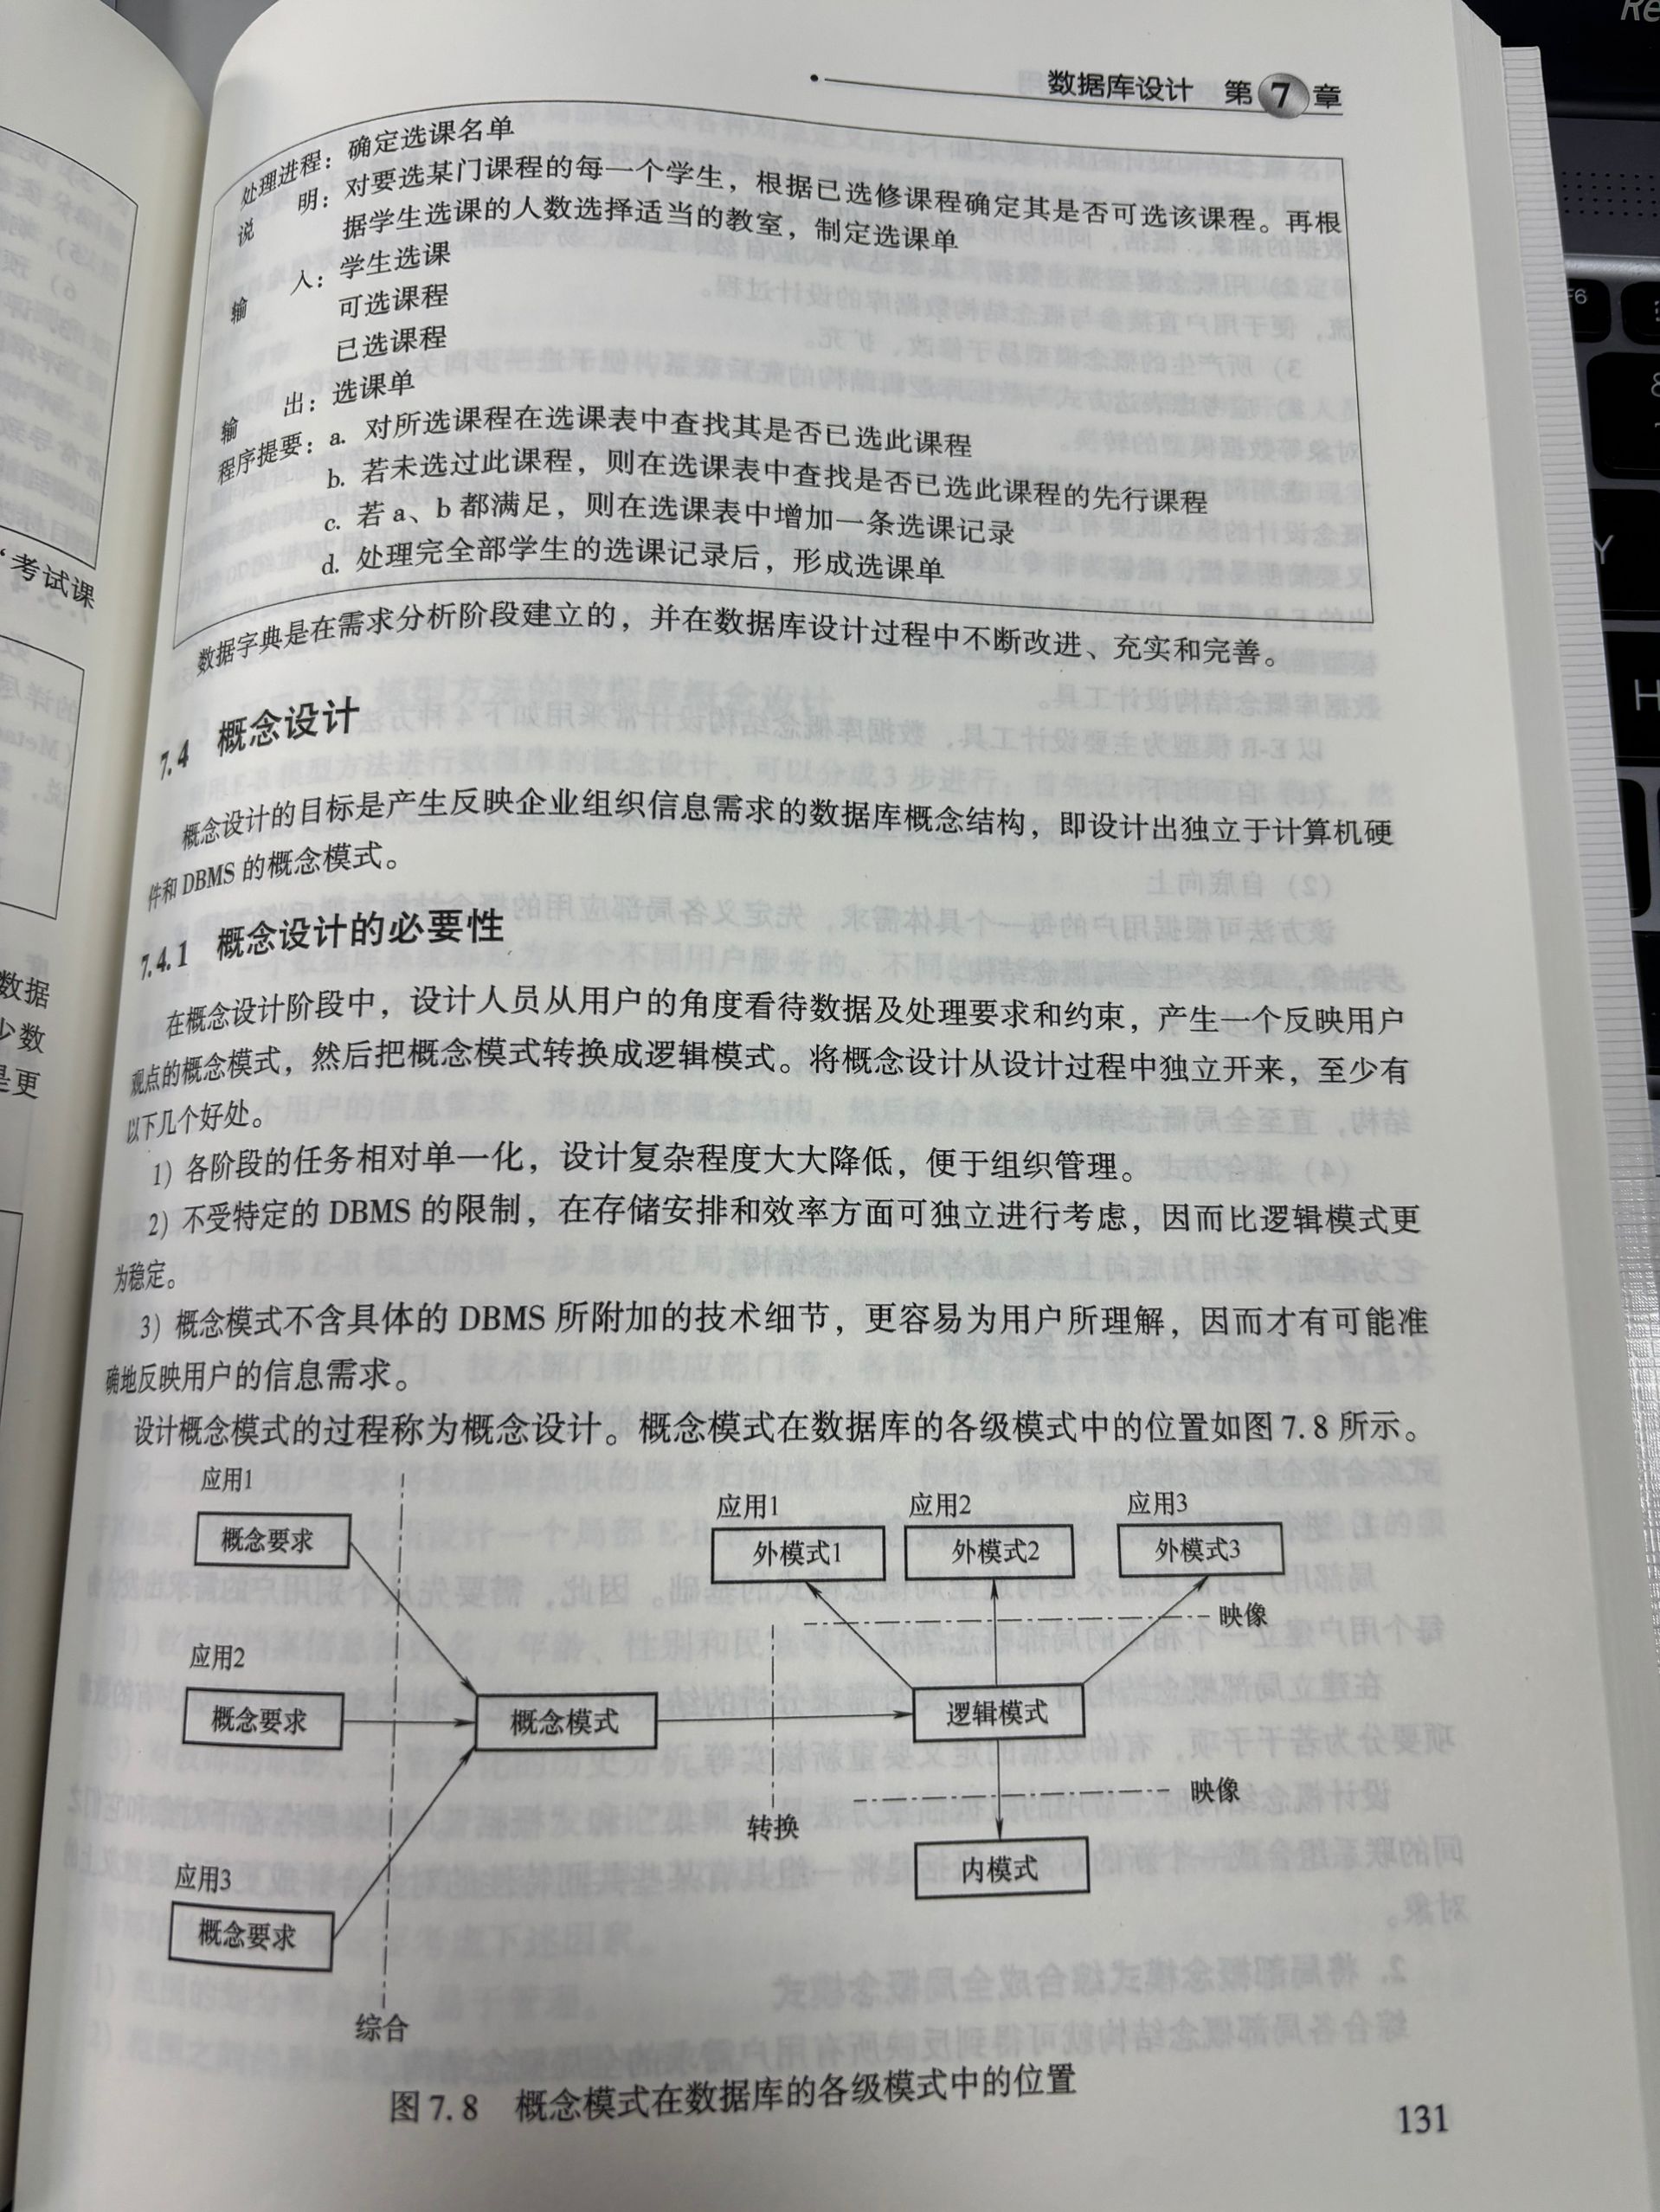 数据库设计 第7章
处理进程：确定选课名单
说 明：对要选某门课程的每一个学生，根据已选修课程确定其是否可选该课程。再根
据学生选课的人数选择适当的教室，制定选课单
输 入：学生选课
可选课程
已选课程
输 出：选课单
程序提要：a. 对所选课程在选课表中查找其是否已选此课程
b. 若未选过此课程，则在选课表中查找是否已选此课程的先行课程
c. 若 a、b 都满足，则在选课表中增加一条选课记录
d. 处理完全部学生的选课记录后，形成选课单
数据字典是在需求分析阶段建立的，并在数据库设计过程中不断改进、充实和完善。
7.4 概念设计
概念设计的目标是产生反映企业组织信息需求的数据库概念结构，即设计出独立于计算机硬
件和 DBMS 的概念模式。
7.4.1 概念设计的必要性
在概念设计阶段中，设计人员从用户的角度看待数据及处理要求和约束，产生一个反映用户
观点的概念模式，然后把概念模式转换成逻辑模式。将概念设计从设计过程中独立开来，至少有
以下几个好处。
1) 各阶段的任务相对单一化，设计复杂程度大大降低，便于组织管理。
2) 不受特定的 DBMS 的限制，在存储安排和效率方面可独立进行考虑，因而比逻辑模式更
为稳定。
3) 概念模式不含具体的 DBMS 所附加的技术细节，更容易为用户所理解，因而才有可能准
确地反映用户的信息需求。
设计概念模式的过程称为概念设计。概念模式在数据库的各级模式中的位置如图 7.8 所示。
应用1
概念要求
应用2
概念要求
应用3
概念要求
综合
概念模式
转换
应用1 应用2 应用3
外模式1 外模式2 外模式3
映像
逻辑模式
映像
内模式
图 7.8 概念模式在数据库的各级模式中的位置
131
考试课
数据
少数
是更
F6
Y
H
Re